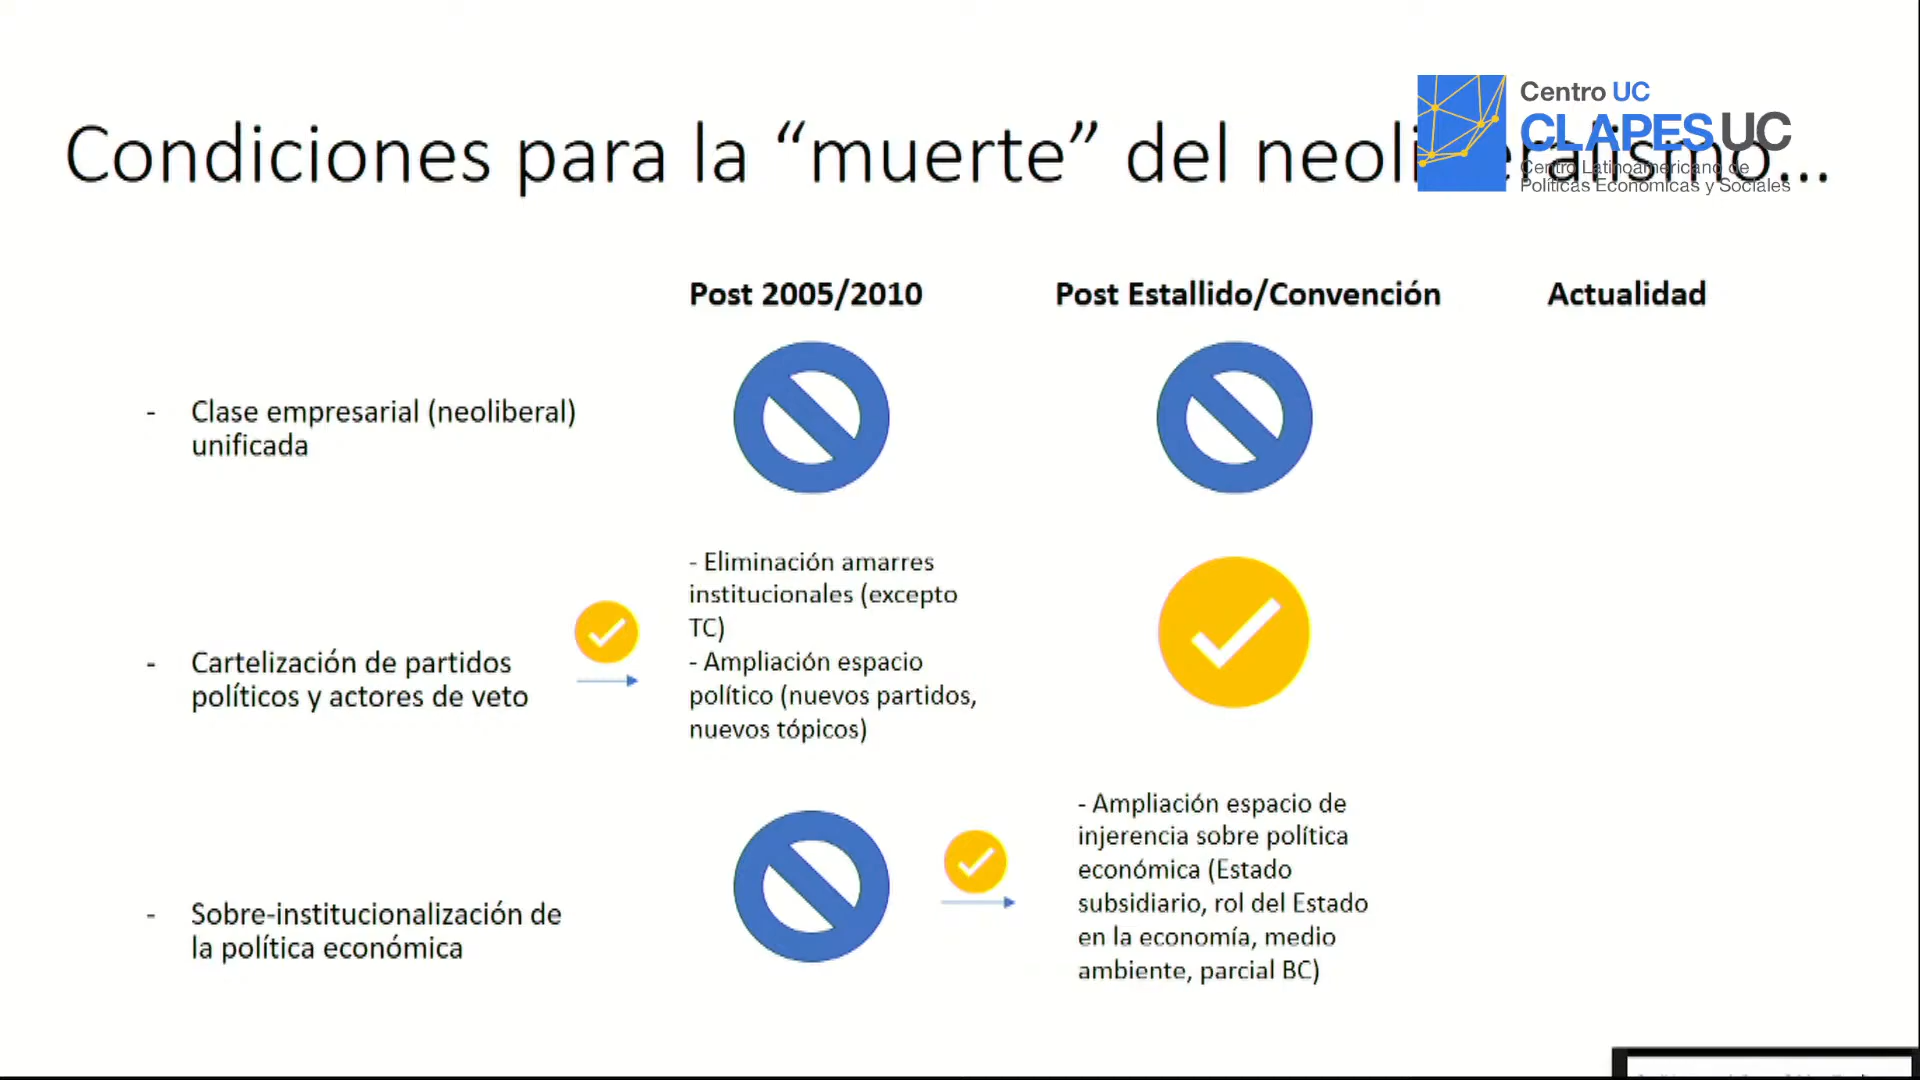 Condiciones para la “muerte” del neoliberalismo...
Centro UC
CLAPES UC
Centro Latinoamericano de
Políticas Económicas y Sociales
Post 2005/2010
Post Estallido/Convención
Actualidad
- Clase empresarial (neoliberal)
unificada
- Cartelización de partidos
políticos y actores de veto
- Eliminación amarres
institucionales (excepto
TC)
- Ampliación espacio
político (nuevos partidos,
nuevos tópicos)
- Sobre-institucionalización de
la política económica
- Ampliación espacio de
injerencia sobre política
económica (Estado
subsidiario, rol del Estado
en la economía, medio
ambiente, parcial BC)